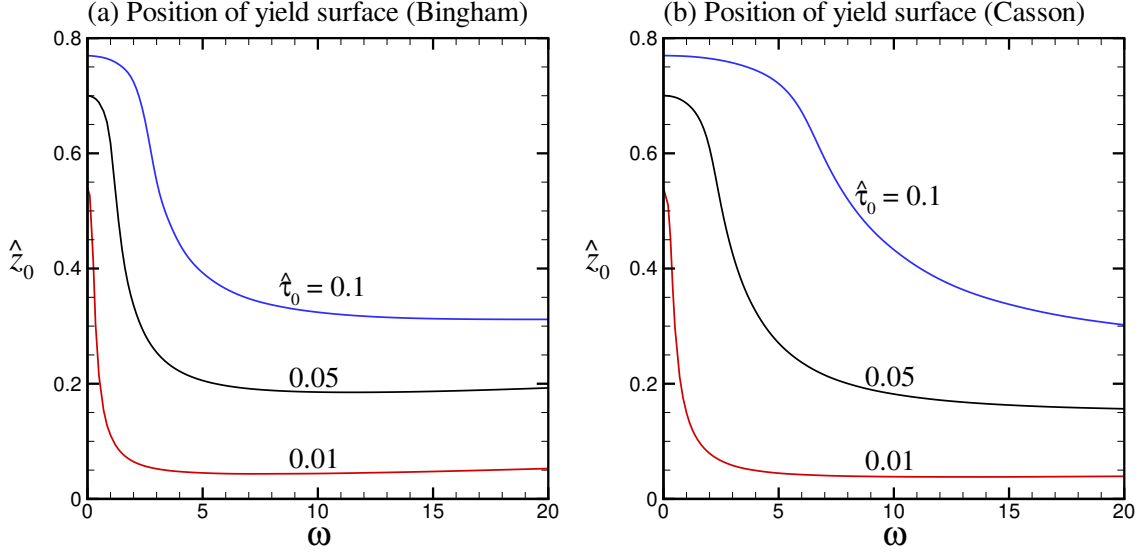 (a) Position of yield surface (Bingham)
0.8
0.6
0.4
0.2
0
ẑ₀
τ̂₀ = 0.1
0.05
0.01
0 5 10 15 20
ω
(b) Position of yield surface (Casson)
0.8
0.6
0.4
0.2
0
ẑ₀
τ̂₀ = 0.1
0.05
0.01
0 5 10 15 20
ω